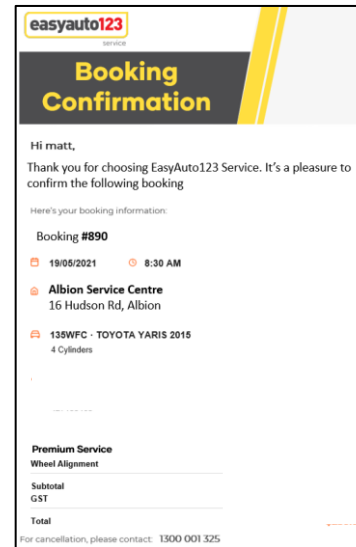 easyauto123
service
Booking
Confirmation
Hi matt,
Thank you for choosing EasyAuto123 Service. It's a pleasure to
confirm the following booking
Here's your booking information:
Booking #890
19/05/2021 8:30 AM
Albion Service Centre
16 Hudson Rd, Albion
135WFC - TOYOTA YARIS 2015
4 Cylinders
Premium Service
Wheel Alignment
Subtotal
GST
Total
For cancellation, please contact: 1300 001 325